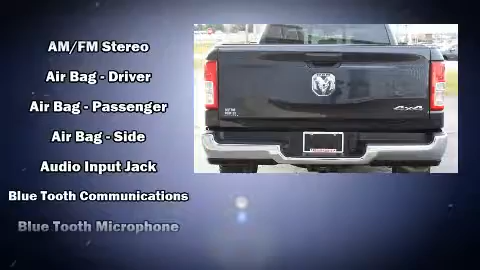 AM/FM Stereo
Air Bag - Driver
Air Bag - Passenger
Air Bag - Side
Audio Input Jack
Blue Tooth Communications
Blue Tooth Microphone
4x4